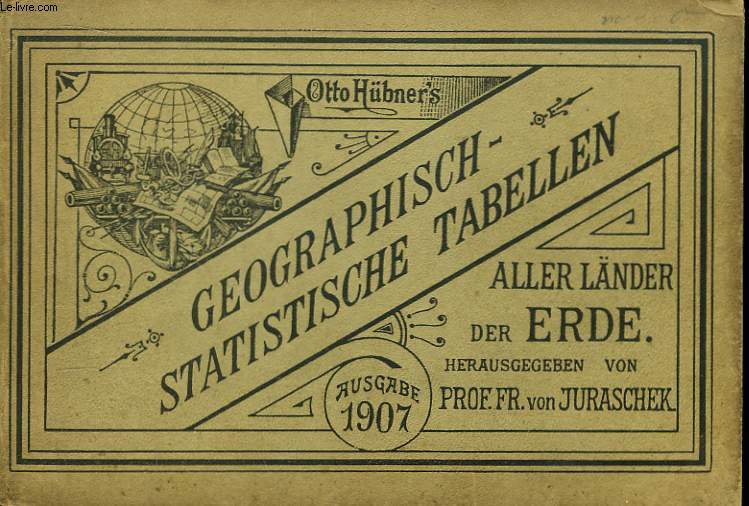 Le-livre.com
Otto Hübner's
GEOGRAPHISCH-
STATISTISCHE TABELLEN
ALLER LÄNDER
DER ERDE.
HERAUSGEGEBEN VON
PROF. FR. von JURASCHEK.
AUSGABE
1907